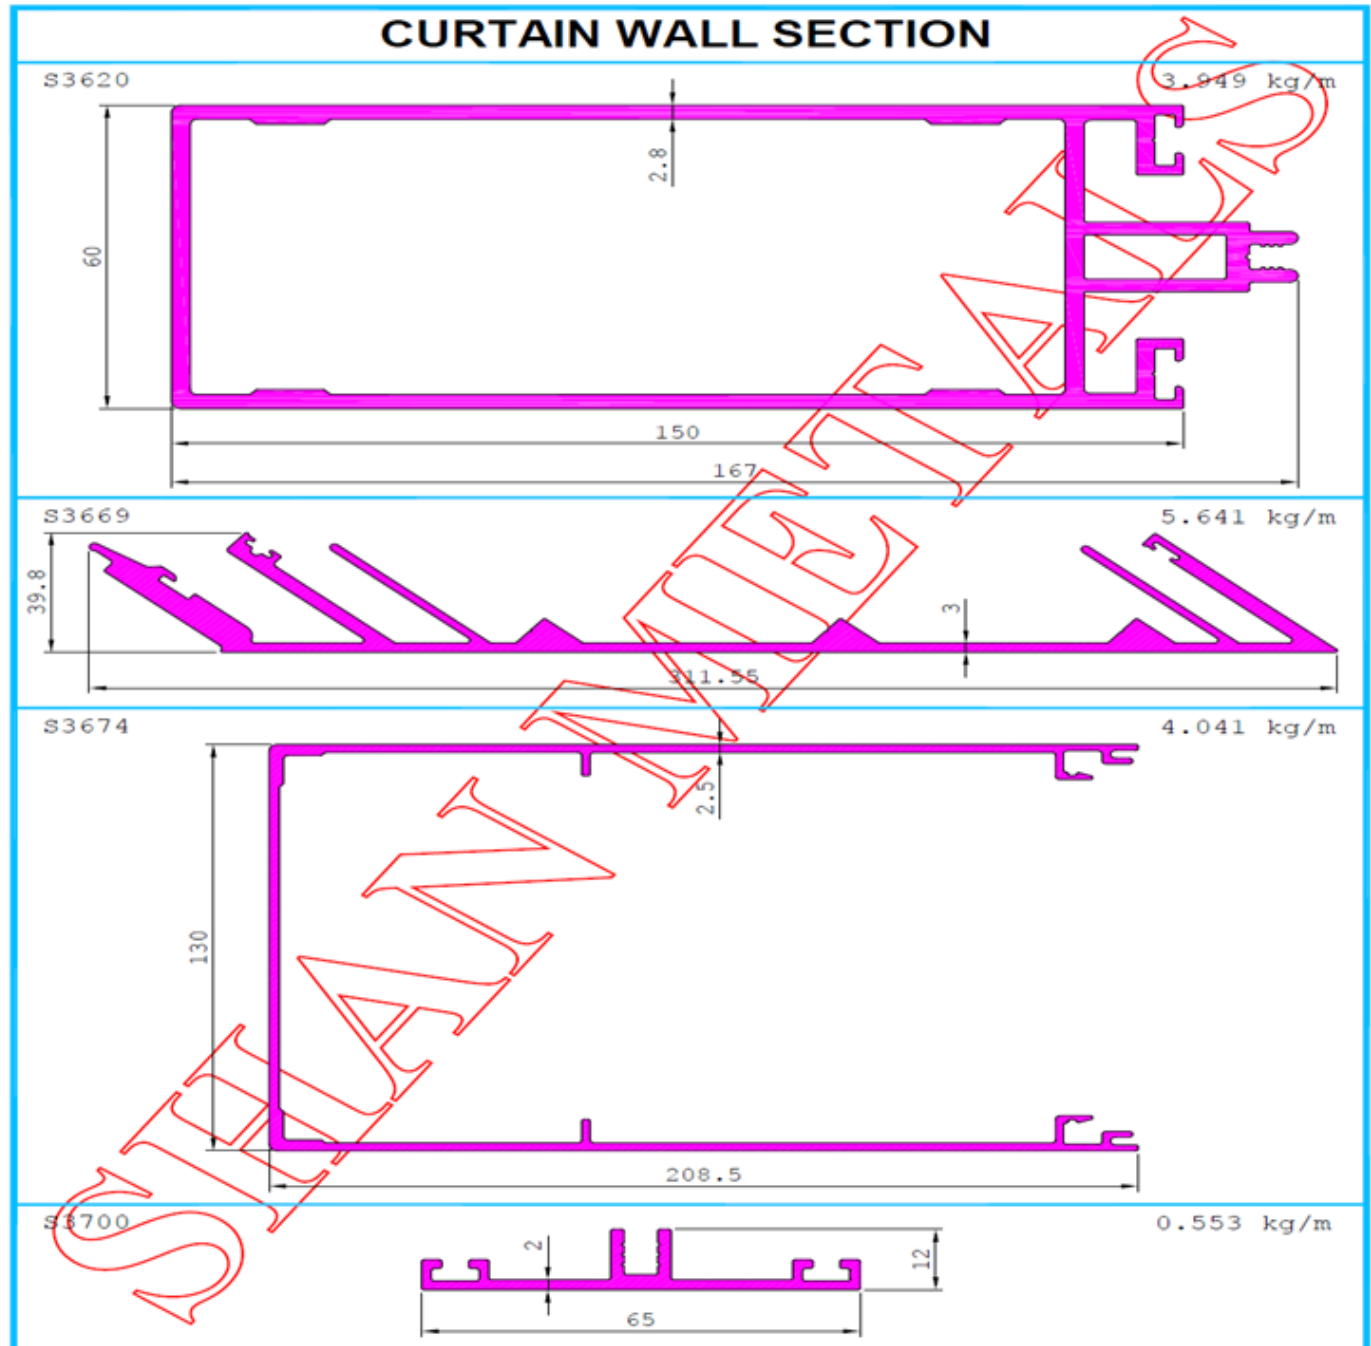 CURTAIN WALL SECTION
S3620
3.949 kg/m
2.8
60
150
167
S3669
5.641 kg/m
39.8
3
311.55
S3674
4.041 kg/m
2.5
130
208.5
S3700
0.553 kg/m
2
12
65
SHAN METALS